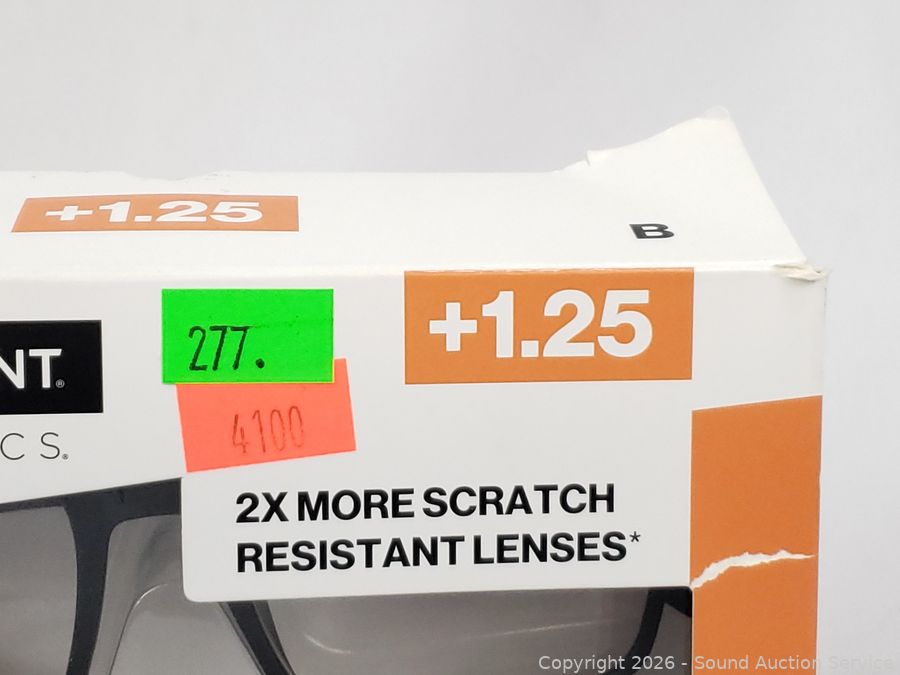 +1.25
B
+1.25
277.
NT®
4100
CS®
2X MORE SCRATCH
RESISTANT LENSES*
Copyright 2026 - Sound Auction Service